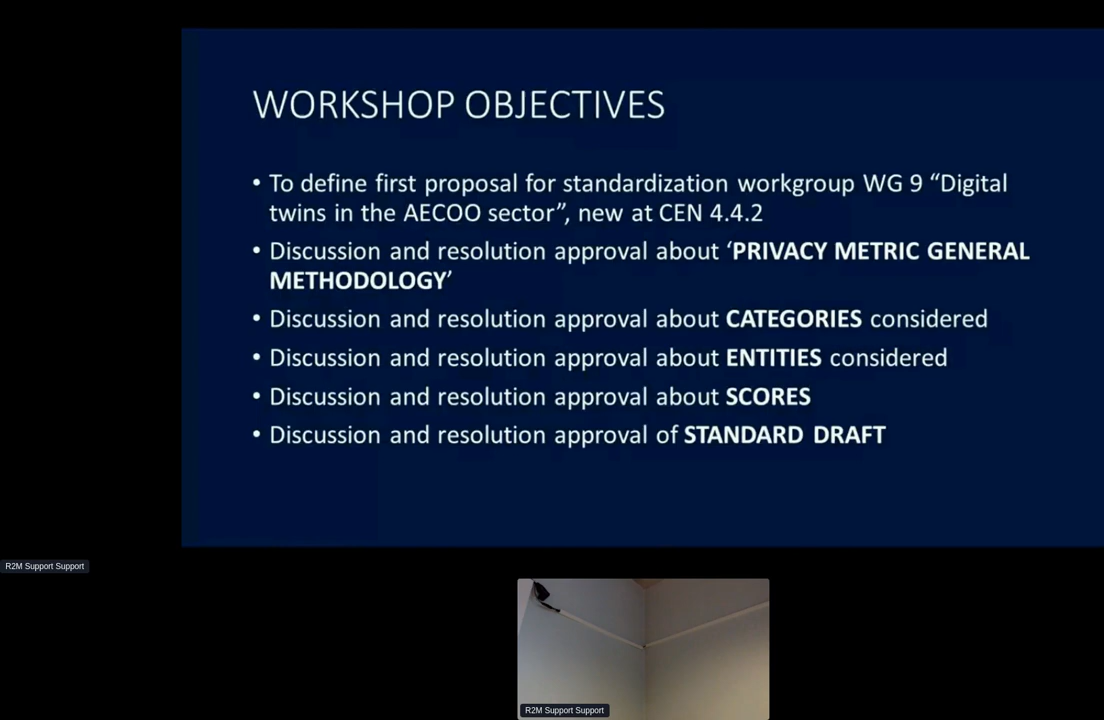 WORKSHOP OBJECTIVES
• To define first proposal for standardization workgroup WG 9 “Digital
twins in the AECOO sector”, new at CEN 4.4.2
• Discussion and resolution approval about ‘PRIVACY METRIC GENERAL
METHODOLOGY’
• Discussion and resolution approval about CATEGORIES considered
• Discussion and resolution approval about ENTITIES considered
• Discussion and resolution approval about SCORES
• Discussion and resolution approval of STANDARD DRAFT
R2M Support Support
R2M Support Support